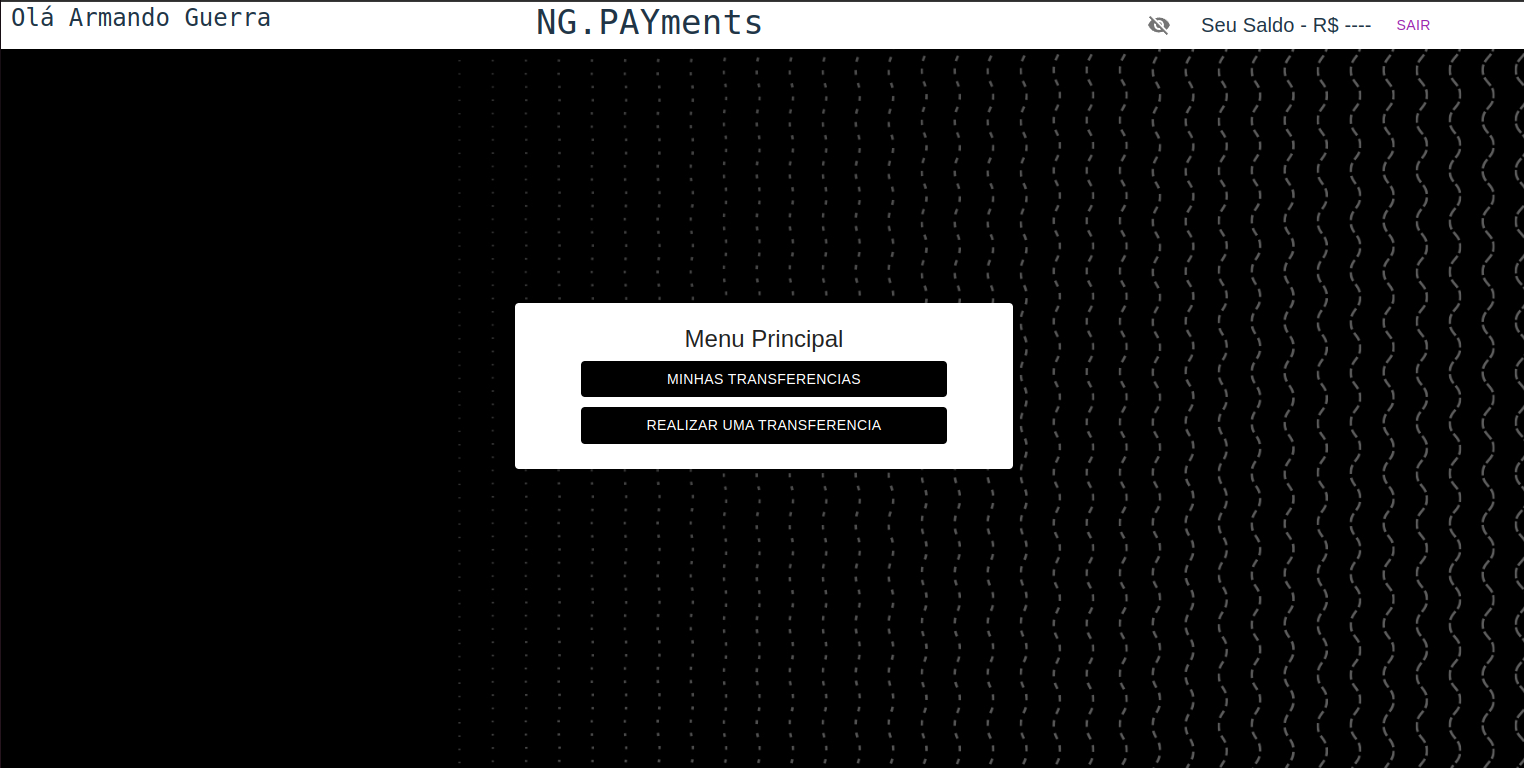 Olá Armando Guerra
NG.PAYments
Seu Saldo - R$ ----
SAIR
Menu Principal
MINHAS TRANSFERENCIAS
REALIZAR UMA TRANSFERENCIA